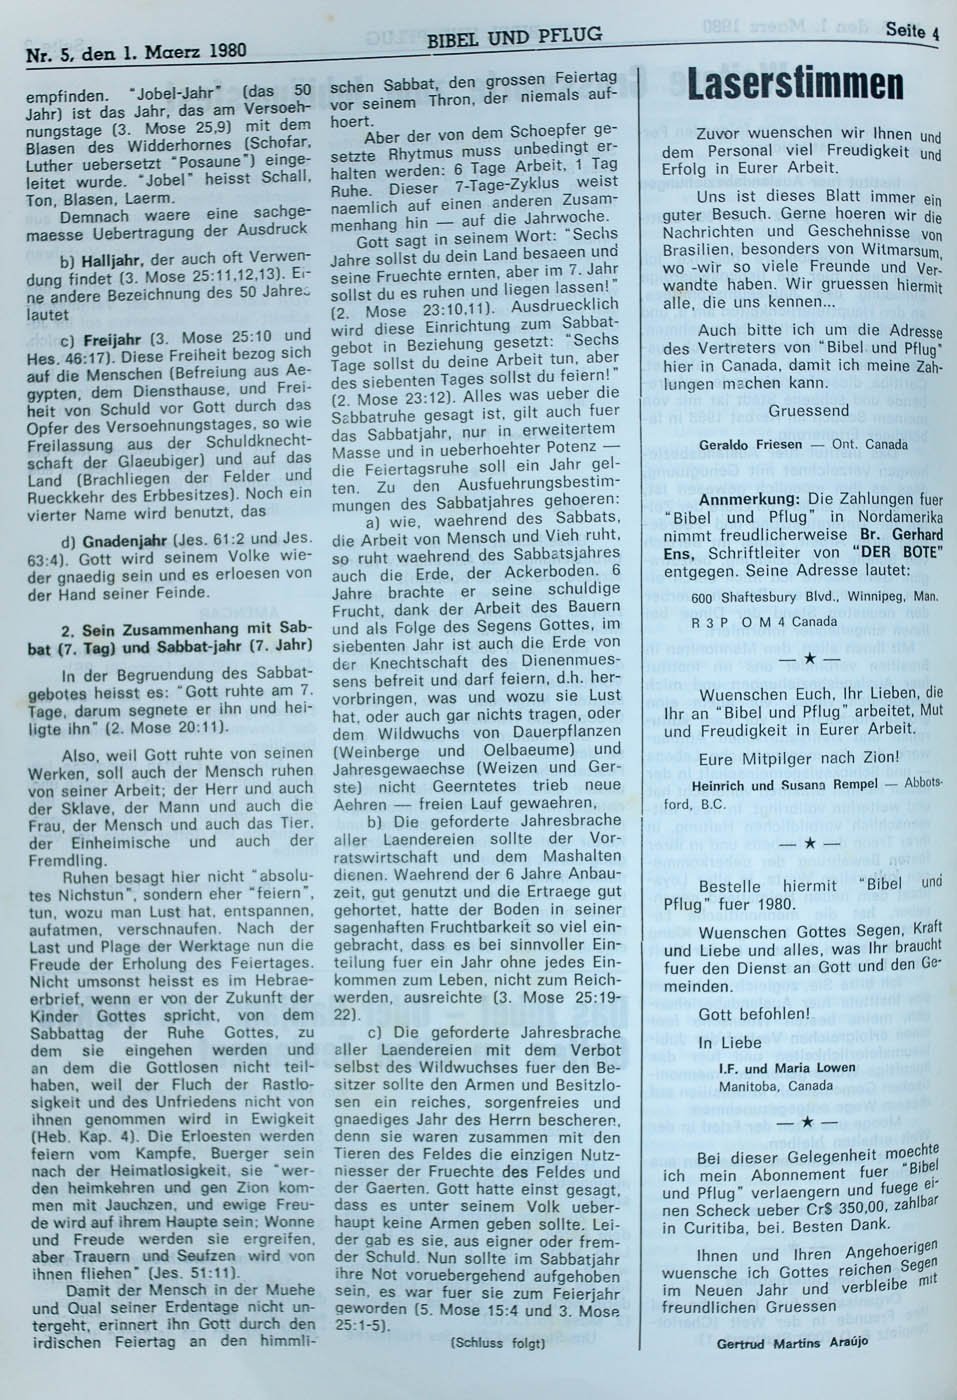 Nr. 5, den 1. Maerz 1980
BIBEL UND PFLUG
Seite 4
empfinden. "Jobel-Jahr" (das 50
Jahr) ist das Jahr, das am Versoeh-
nungstage (3. Mose 25,9) mit dem
Blasen des Widderhornes (Schofar,
Luther uebersetzt "Posaune") einge-
leitet wurde. "Jobel" heisst Schall,
Ton, Blasen, Laerm.
Demnach waere eine sachge-
maesse Uebertragung der Ausdruck
b) Halljahr, der auch oft Verwen-
dung findet (3. Mose 25:11,12,13). Ei-
ne andere Bezeichnung des 50 Jahres
lautet
c) Freijahr (3. Mose 25:10 und
Hes. 46:17). Diese Freiheit bezog sich
auf die Menschen (Befreiung aus Ae-
gypten, dem Diensthause, und Frei-
heit von Schuld vor Gott durch das
Opfer des Versoehnungstages, so wie
Freilassung aus der Schuldknecht-
schaft der Glaeubiger) und auf das
Land (Brachliegen der Felder und
Rueckkehr des Erbbesitzes). Noch ein
vierter Name wird benutzt, das
d) Gnadenjahr (Jes. 61:2 und Jes.
63:4). Gott wird seinem Volke wie-
der gnaedig sein und es erloesen von
der Hand seiner Feinde.
2. Sein Zusammenhang mit Sab-
bat (7. Tag) und Sabbat-jahr (7. Jahr)
In der Begruendung des Sabbat-
gebotes heisst es: "Gott ruhte am 7.
Tage, darum segnete er ihn und hei-
ligte ihn" (2. Mose 20:11).
Also, weil Gott ruhte von seinen
Werken, soll auch der Mensch ruhen
von seiner Arbeit; der Herr und auch
der Sklave, der Mann und auch die
Frau, der Mensch und auch das Tier,
der Einheimische und auch der
Fremdling.
Ruhen besagt hier nicht "absolu-
tes Nichstun", sondern eher "feiern",
tun, wozu man Lust hat, entspannen,
aufatmen, verschnaufen. Nach der
Last und Plage der Werktage nun die
Freude der Erholung des Feiertages.
Nicht umsonst heisst es im Hebrae-
erbrief, wenn er von der Zukunft der
Kinder Gottes spricht, von dem
Sabbattag der Ruhe Gottes, zu
dem sie eingehen werden und
an dem die Gottlosen nicht teil-
haben, weil der Fluch der Rastlo-
sigkeit und des Unfriedens nicht von
ihnen genommen wird in Ewigkeit
(Heb. Kap. 4). Die Erloesten werden
feiern vom Kampfe, Buerger sein
nach der Heimatlosigkeit, sie "wer-
den heimkehren und gen Zion kom-
men mit Jauchzen, und ewige Freu-
de wird auf ihrem Haupte sein; Wonne
und Freude werden sie ergreifen,
aber Trauern und Seufzen wird von
ihnen fliehen" (Jes. 51:11).
Damit der Mensch in der Muehe
und Qual seiner Erdentage nicht un-
tergeht, erinnert ihn Gott durch den
irdischen Feiertag an den himmli-
schen Sabbat, den grossen Feiertag
vor seinem Thron, der niemals auf-
hoert.
Aber der von dem Schoepfer ge-
setzte Rhytmus muss unbedingt er-
halten werden: 6 Tage Arbeit, 1 Tag
Ruhe. Dieser 7-Tage-Zyklus weist
naemlich auf einen anderen Zusam-
menhang hin — auf die Jahrwoche.
Gott sagt in seinem Wort: "Sechs
Jahre sollst du dein Land besaeen und
seine Fruechte ernten, aber im 7. Jahr
sollst du es ruhen und liegen lassen!"
(2. Mose 23:10,11). Ausdruecklich
wird diese Einrichtung zum Sabbat-
gebot in Beziehung gesetzt: "Sechs
Tage sollst du deine Arbeit tun, aber
des siebenten Tages sollst du feiern!"
(2. Mose 23:12). Alles was ueber die
Sabbatruhe gesagt ist, gilt auch fuer
das Sabbatjahr, nur in erweitertem
Masse und in ueberhoehter Potenz —
die Feiertagsruhe soll ein Jahr gel-
ten. Zu den Ausfuehrungsbestim-
mungen des Sabbatjahres gehoeren:
a) wie, waehrend des Sabbats,
die Arbeit von Mensch und Vieh ruht,
so ruht waehrend des Sabbatsjahres
auch die Erde, der Ackerboden. 6
Jahre brachte er seine schuldige
Frucht, dank der Arbeit des Bauern
und als Folge des Segens Gottes, im
siebenten Jahr ist auch die Erde von
der Knechtschaft des Dienenmues-
sens befreit und darf feiern, d.h. her-
vorbringen, was und wozu sie Lust
hat, oder auch gar nichts tragen, oder
dem Wildwuchs von Dauerpflanzen
(Weinberge und Oelbaeume) und
Jahresgewaechse (Weizen und Ger-
ste) nicht Geerntetes trieb neue
Aehren — freien Lauf gewaehren,
b) Die geforderte Jahresbrache
aller Laendereien sollte der Vor-
ratswirtschaft und dem Mashalten
dienen. Waehrend der 6 Jahre Anbau-
zeit, gut genutzt und die Ertraege gut
gehortet, hatte der Boden in seiner
sagenhaften Fruchtbarkeit so viel ein-
gebracht, dass es bei sinnvoller Ein-
teilung fuer ein Jahr ohne jedes Ein-
kommen zum Leben, nicht zum Reich-
werden, ausreichte (3. Mose 25:19-
22).
c) Die geforderte Jahresbrache
aller Laendereien mit dem Verbot
selbst des Wildwuchses fuer den Be-
sitzer sollte den Armen und Besitzlo-
sen ein reiches, sorgenfreies und
gnaediges Jahr des Herrn bescheren,
denn sie waren zusammen mit den
Tieren des Feldes die einzigen Nutz-
niesser der Fruechte des Feldes und
der Gaerten. Gott hatte einst gesagt,
dass es unter seinem Volk ueber-
haupt keine Armen geben sollte. Lei-
der gab es sie, aus eigner oder frem-
der Schuld. Nun sollte im Sabbatjahr
ihre Not voruebergehend aufgehoben
sein, es war fuer sie zum Feierjahr
geworden (5. Mose 15:4 und 3. Mose
25:1-5).
(Schluss folgt)
Laserstimmen
Zuvor wuenschen wir Ihnen und
dem Personal viel Freudigkeit und
Erfolg in Eurer Arbeit.
Uns ist dieses Blatt immer ein
guter Besuch. Gerne hoeren wir die
Nachrichten und Geschehnisse von
Brasilien, besonders von Witmarsum,
wo -wir so viele Freunde und Ver-
wandte haben. Wir gruessen hiermit
alle, die uns kennen...
Auch bitte ich um die Adresse
des Vertreters von "Bibel und Pflug"
hier in Canada, damit ich meine Zah-
lungen machen kann.
Gruessend
Geraldo Friesen — Ont. Canada
Annmerkung: Die Zahlungen fuer
"Bibel und Pflug" in Nordamerika
nimmt freudlicherweise Br. Gerhard
Ens, Schriftleiter von "DER BOTE"
entgegen. Seine Adresse lautet:
600 Shaftesbury Blvd., Winnipeg, Man.
R 3 P O M 4 Canada
— ★ —
Wuenschen Euch, Ihr Lieben, die
Ihr an "Bibel und Pflug" arbeitet, Mut
und Freudigkeit in Eurer Arbeit.
Eure Mitpilger nach Zion!
Heinrich und Susann Rempel — Abbots-
ford, B.C.
— ★ —
Bestelle hiermit "Bibel und
Pflug" fuer 1980.
Wuenschen Gottes Segen, Kraft
und Liebe und alles, was Ihr braucht
fuer den Dienst an Gott und den Ge-
meinden.
Gott befohlen!
In Liebe
I.F. und Maria Lowen
Manitoba, Canada
— ★ —
Bei dieser Gelegenheit moechte
ich mein Abonnement fuer "Bibel
und Pflug" verlaengern und fuege ei-
nen Scheck ueber Cr$ 350,00, zahlbar
in Curitiba, bei. Besten Dank.
Ihnen und Ihren Angehoerigen
wuensche ich Gottes reichen Segen
im Neuen Jahr und verbleibe mit
freundlichen Gruessen
Gertrud Martins Araújo